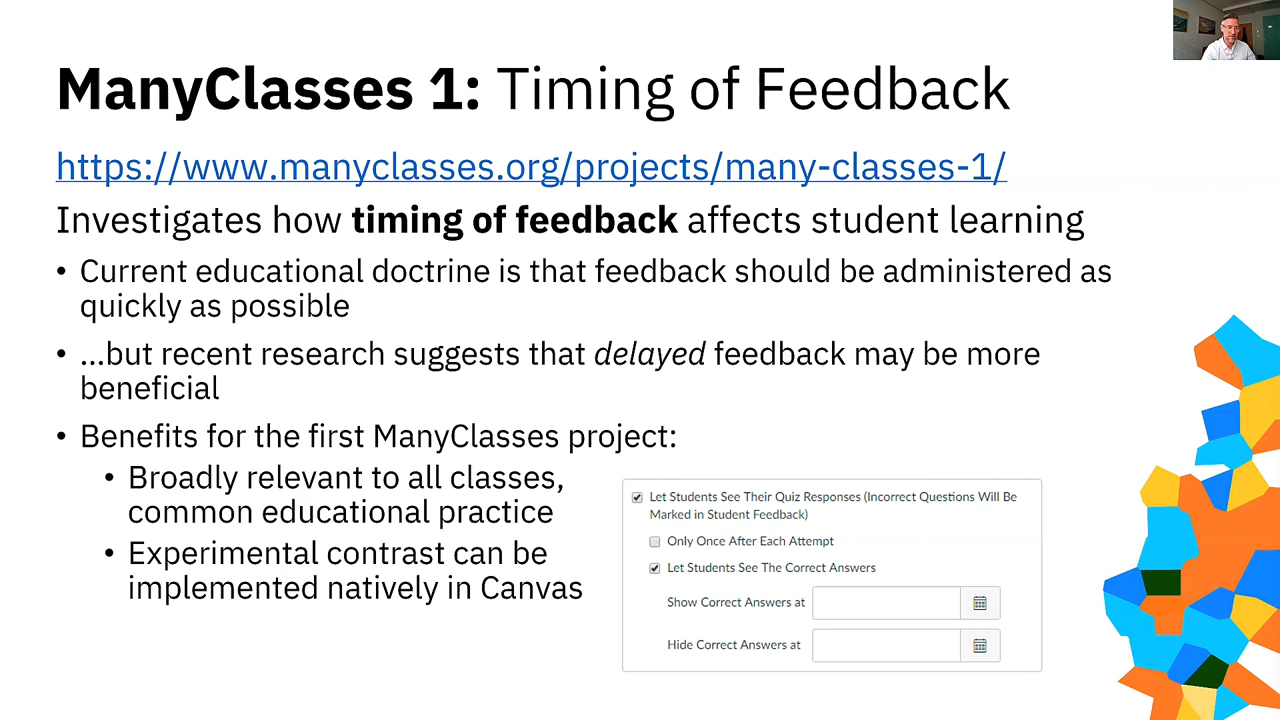 ManyClasses 1: Timing of Feedback
https://www.manyclasses.org/projects/many-classes-1/
Investigates how timing of feedback affects student learning
• Current educational doctrine is that feedback should be administered as
quickly as possible
• …but recent research suggests that delayed feedback may be more
beneficial
• Benefits for the first ManyClasses project:
• Broadly relevant to all classes,
common educational practice
• Experimental contrast can be
implemented natively in Canvas
Let Students See Their Quiz Responses (Incorrect Questions Will Be
Marked in Student Feedback)
Only Once After Each Attempt
Let Students See The Correct Answers
Show Correct Answers at
Hide Correct Answers at